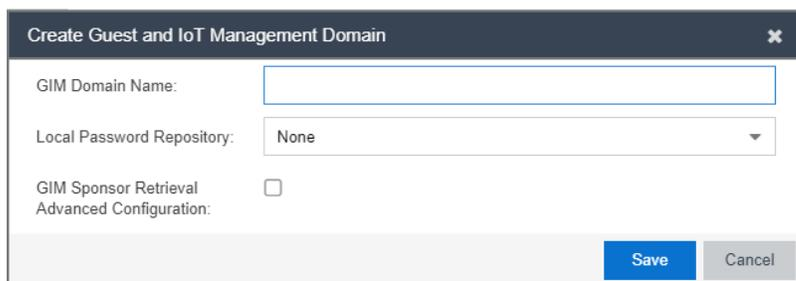 Create Guest and IoT Management Domain
GIM Domain Name:
Local Password Repository:
None
GIM Sponsor Retrieval
Advanced Configuration:
Save
Cancel